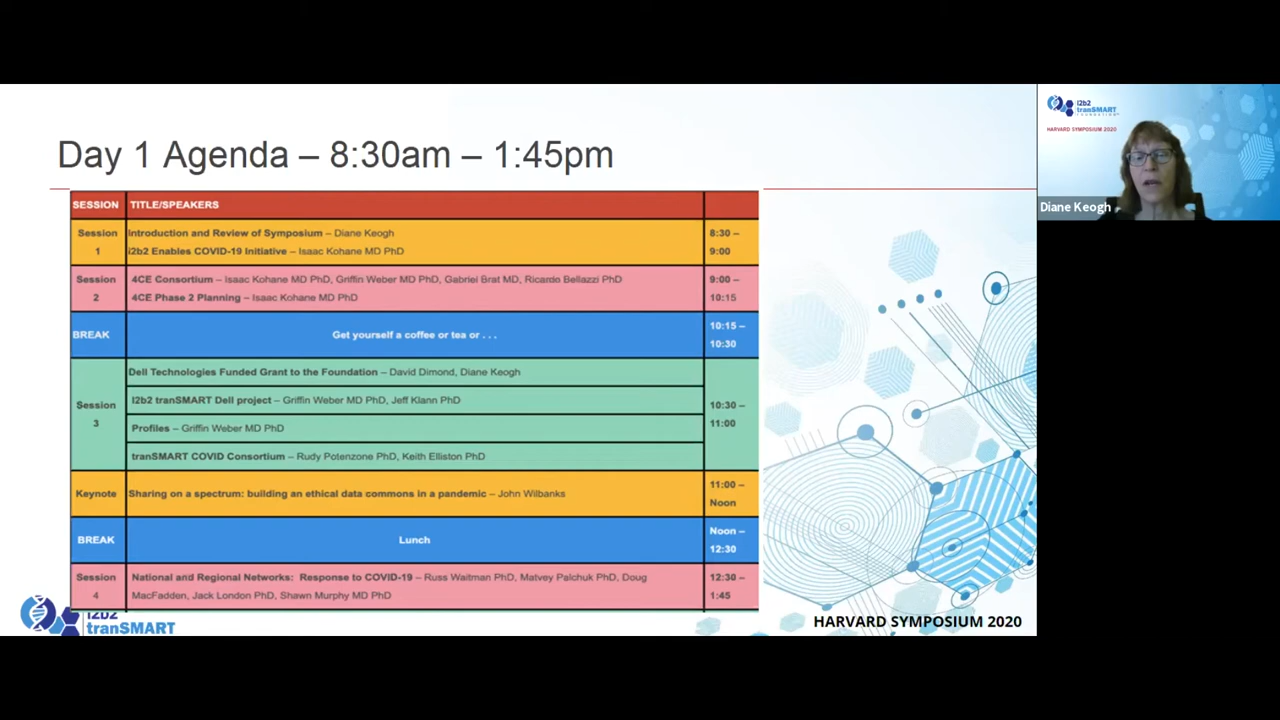 Day 1 Agenda – 8:30am – 1:45pm
SESSION TITLE/SPEAKERS
Session 1
Introduction and Review of Symposium – Diane Keogh
i2b2 Enables COVID-19 Initiative – Isaac Kohane MD PhD
8:30 –
9:00
Session 2
4CE Consortium – Isaac Kohane MD PhD, Griffin Weber MD PhD, Gabriel Brat MD, Ricardo Bellazzi PhD
4CE Phase 2 Planning – Isaac Kohane MD PhD
9:00 –
10:15
BREAK
Get yourself a coffee or tea or . . .
10:15 –
10:30
Session 3
Dell Technologies Funded Grant to the Foundation – David Dimond, Diane Keogh
I2b2 tranSMART Dell project – Griffin Weber MD PhD, Jeff Klann PhD
Profiles – Griffin Weber MD PhD
tranSMART COVID Consortium – Rudy Potenzone PhD, Keith Elliston PhD
10:30 –
11:00
Keynote
Sharing on a spectrum: building an ethical data commons in a pandemic – John Wilbanks
11:00 –
Noon
BREAK
Lunch
Noon –
12:30
Session 4
National and Regional Networks: Response to COVID-19 – Russ Waitman PhD, Matvey Palchuk PhD, Doug
MacFadden, Jack London PhD, Shawn Murphy MD PhD
12:30 –
1:45
i2b2
tranSMART
HARVARD SYMPOSIUM 2020
i2b2
tranSMART
FOUNDATION
HARVARD SYMPOSIUM 2020
Diane Keogh